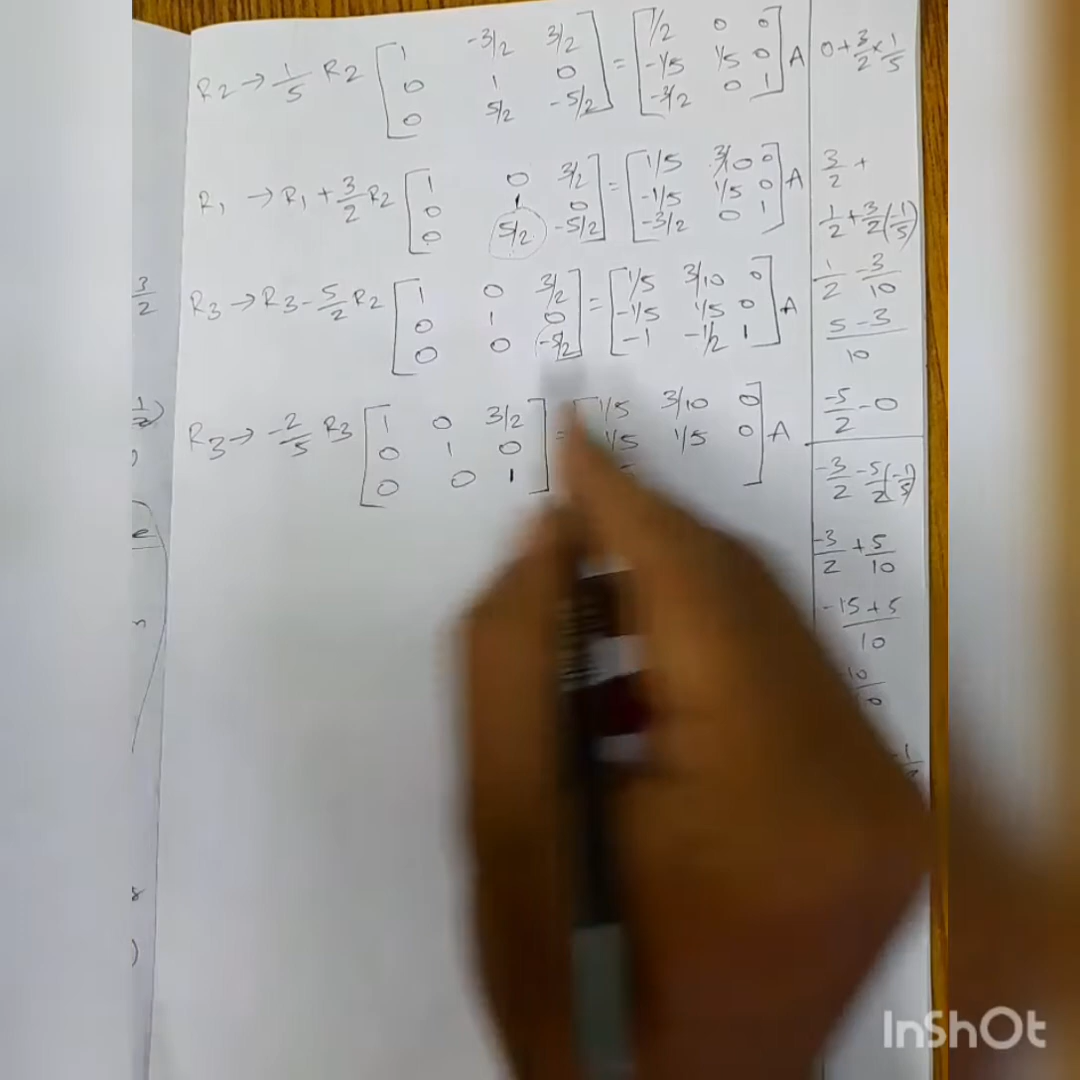 R2 → 1/5 R2 [ 1 -3/2 3/2 ] = [ 1/2 0 0 ] A
0 1 0 -1/5 1/5 0
0 5/2 -5/2 -3/2 0 1
R1 → R1 + 3/2 R2 [ 1 0 3/2 ] = [ 1/5 3/10 0 ] A
0 1 0 -1/5 1/5 0
0 5/2 -5/2 -3/2 0 1
R3 → R3 - 5/2 R2 [ 1 0 3/2 ] = [ 1/5 3/10 0 ] A
0 1 0 -1/5 1/5 0
0 0 -5/2 -1 -1/2 1
R3 → -2/5 R3 [ 1 0 3/2 ] = [ 1/5 3/10 0 ] A
0 1 0 1/5 1/5 0
0 0 1
0 + 3/2 × 1/5
3/2 +
1/2 + 3/2 (-1/5)
1/2 - 3/10
5 - 3 / 10
-5/2 - 0
-3/2 - 5/2 (-1/5)
-3/2 + 5/10
-15 + 5 / 10
3/2
InShOt